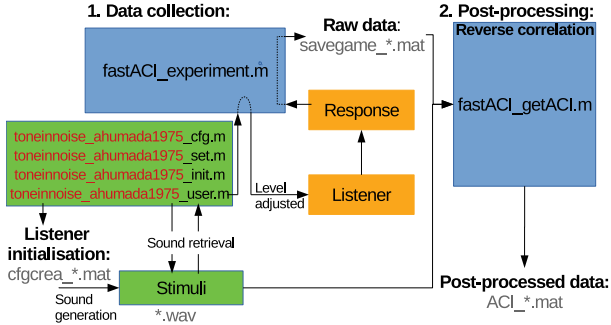 1. Data collection:
fastACI_experiment.m
Raw data:
savegame_*.mat
2. Post-processing:
Reverse correlation
fastACI_getACI.m
Response
Listener
Level
adjusted
toneinnoise_ahumada1975_cfg.m
toneinnoise_ahumada1975_set.m
toneinnoise_ahumada1975_init.m
toneinnoise_ahumada1975_user.m
Listener
initialisation:
cfgcrea_*.mat
Sound retrieval
Sound
generation
Stimuli
*.wav
Post-processed data:
ACI_*.mat